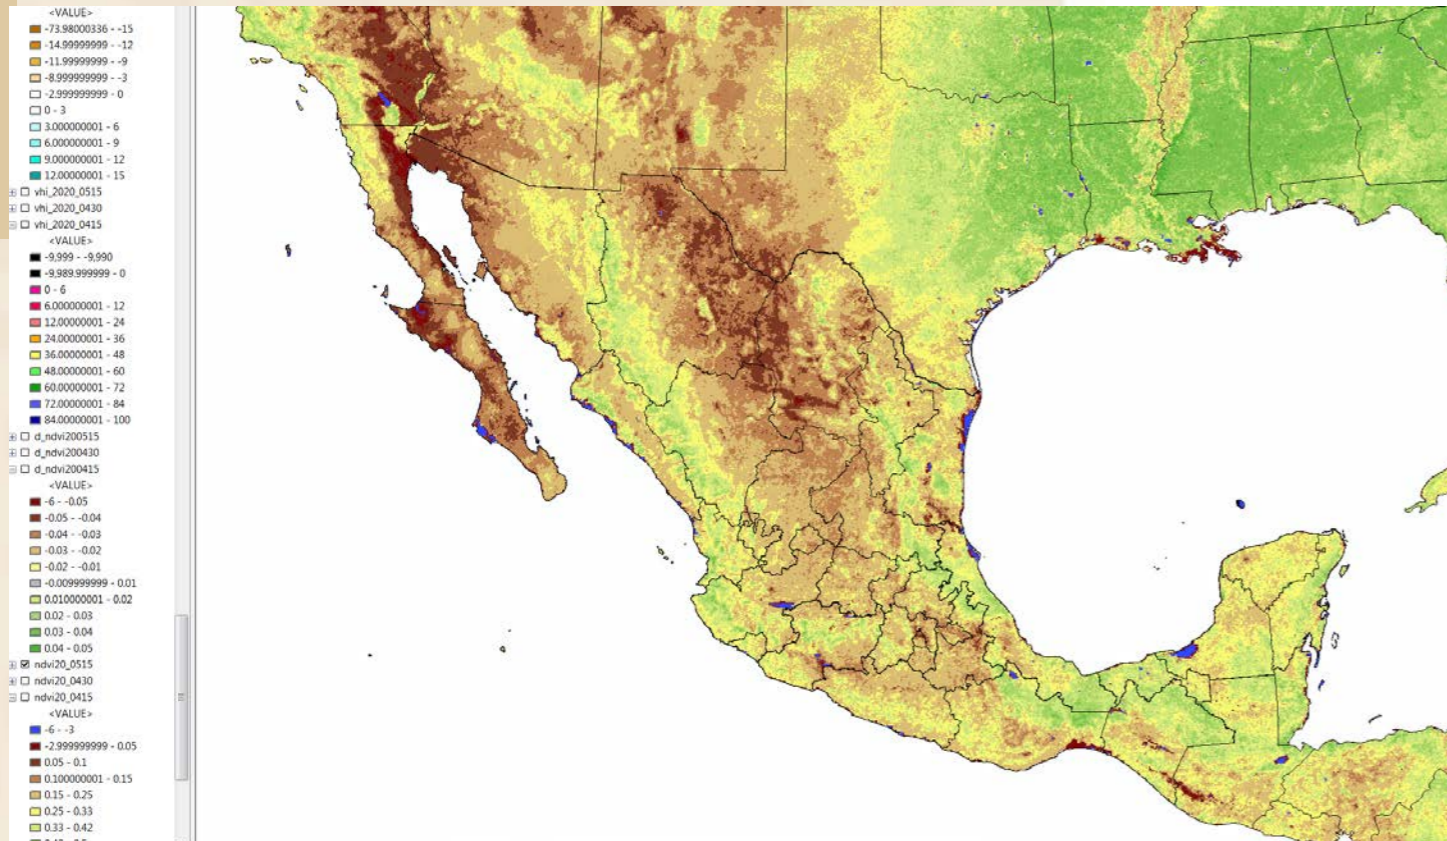 <VALUE>
-73.98000336 - -15
-14.99999999 - -12
-11.99999999 - -9
-8.999999999 - -3
-2.999999999 - 0
0 - 3
3.000000001 - 6
6.000000001 - 9
9.000000001 - 12
12.00000001 - 15
vhi_2020_0515
vhi_2020_0430
vhi_2020_0415
<VALUE>
-9,999 - -9,990
-9,989.999999 - 0
0 - 6
6.000000001 - 12
12.00000001 - 24
24.00000001 - 36
36.00000001 - 48
48.00000001 - 60
60.00000001 - 72
72.00000001 - 84
84.00000001 - 100
d_ndvi200515
d_ndvi200430
d_ndvi200415
<VALUE>
-6 - -0.05
-0.05 - -0.04
-0.04 - -0.03
-0.03 - -0.02
-0.02 - -0.01
-0.009999999 - 0.01
0.010000001 - 0.02
0.02 - 0.03
0.03 - 0.04
0.04 - 0.05
ndvi20_0515
ndvi20_0430
ndvi20_0415
<VALUE>
-6 - -3
-2.999999999 - 0.05
0.05 - 0.1
0.100000001 - 0.15
0.15 - 0.25
0.25 - 0.33
0.33 - 0.42